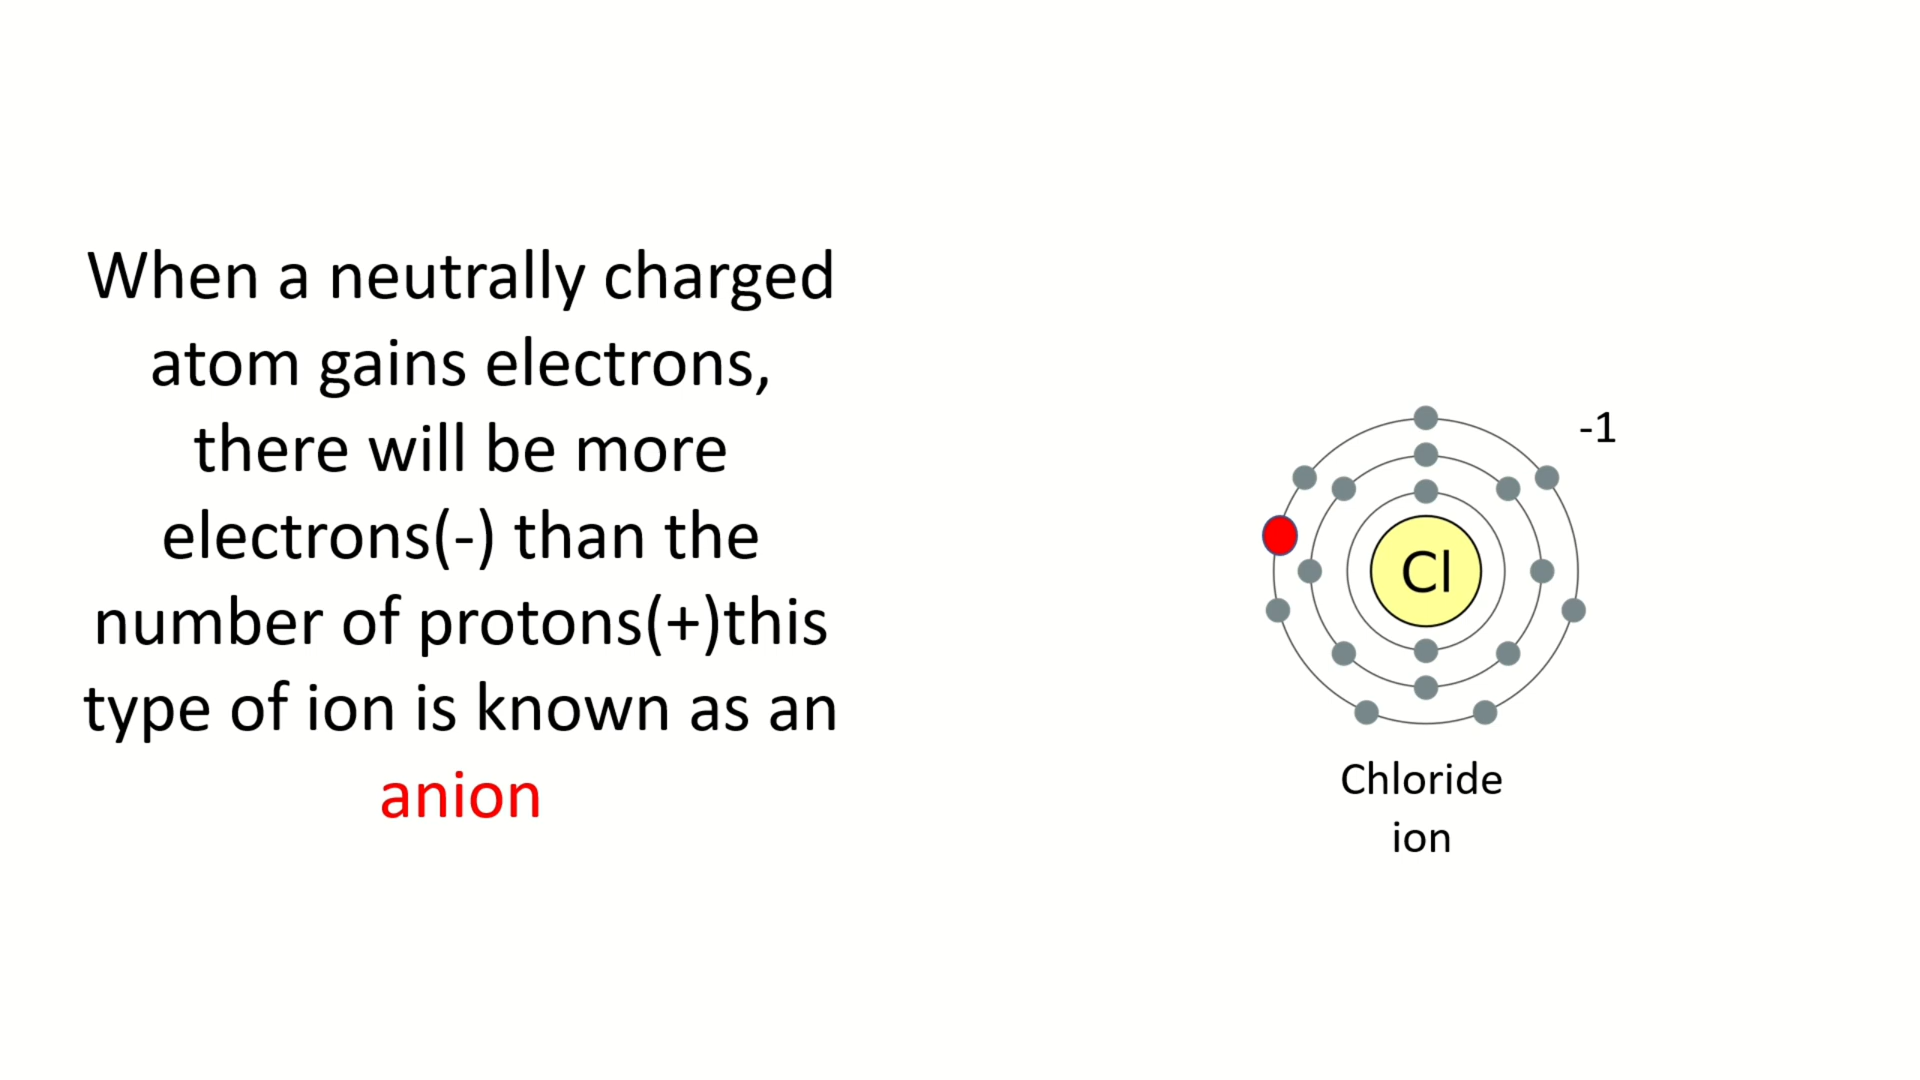 When a neutrally charged
atom gains electrons,
there will be more
electrons(-) than the
number of protons(+)this
type of ion is known as an
anion
-1
Cl
Chloride
ion